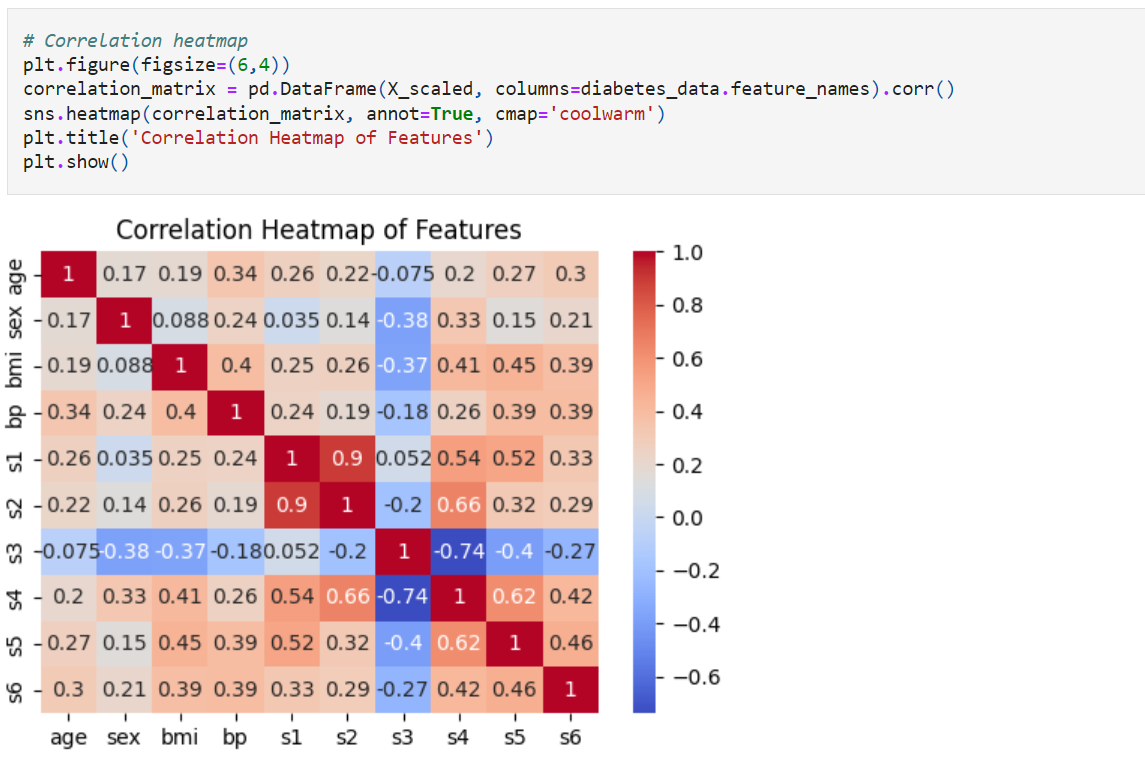 # Correlation heatmap
plt.figure(figsize=(6,4))
correlation_matrix = pd.DataFrame(X_scaled, columns=diabetes_data.feature_names).corr()
sns.heatmap(correlation_matrix, annot=True, cmap='coolwarm')
plt.title('Correlation Heatmap of Features')
plt.show()
Correlation Heatmap of Features
age 1 0.17 0.19 0.34 0.26 0.22 -0.075 0.2 0.27 0.3
sex 0.17 1 0.088 0.24 0.035 0.14 -0.38 0.33 0.15 0.21
bmi 0.19 0.088 1 0.4 0.25 0.26 -0.37 0.41 0.45 0.39
bp 0.34 0.24 0.4 1 0.24 0.19 -0.18 0.26 0.39 0.39
s1 0.26 0.035 0.25 0.24 1 0.9 0.052 0.54 0.52 0.33
s2 0.22 0.14 0.26 0.19 0.9 1 -0.2 0.66 0.32 0.29
s3 -0.075 -0.38 -0.37 -0.18 0.052 -0.2 1 -0.74 -0.4 -0.27
s4 0.2 0.33 0.41 0.26 0.54 0.66 -0.74 1 0.62 0.42
s5 0.27 0.15 0.45 0.39 0.52 0.32 -0.4 0.62 1 0.46
s6 0.3 0.21 0.39 0.39 0.33 0.29 -0.27 0.42 0.46 1
age sex bmi bp s1 s2 s3 s4 s5 s6
1.0
0.8
0.6
0.4
0.2
0.0
−0.2
−0.4
−0.6